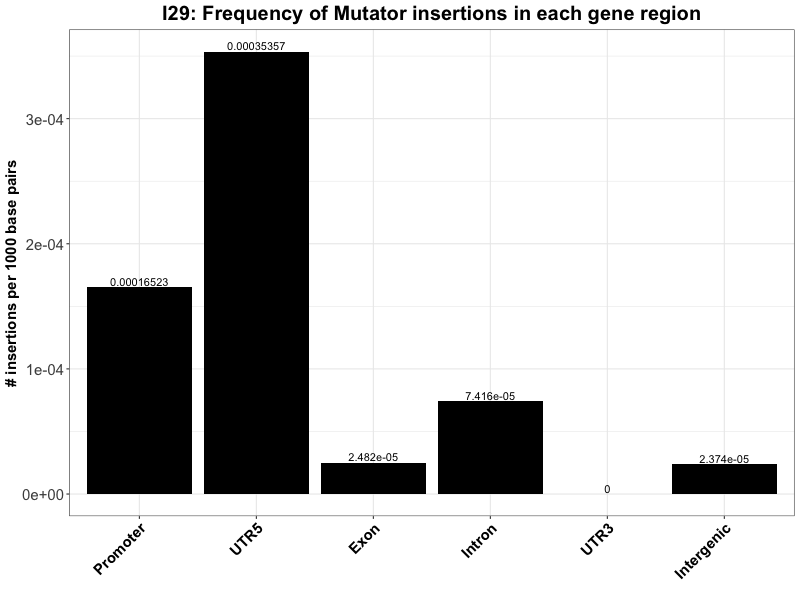 I29: Frequency of Mutator insertions in each gene region
# insertions per 1000 base pairs
3e-04
2e-04
1e-04
0e+00
0.00016523
0.00035357
2.482e-05
7.416e-05
0
2.374e-05
Promoter
UTR5
Exon
Intron
UTR3
Intergenic